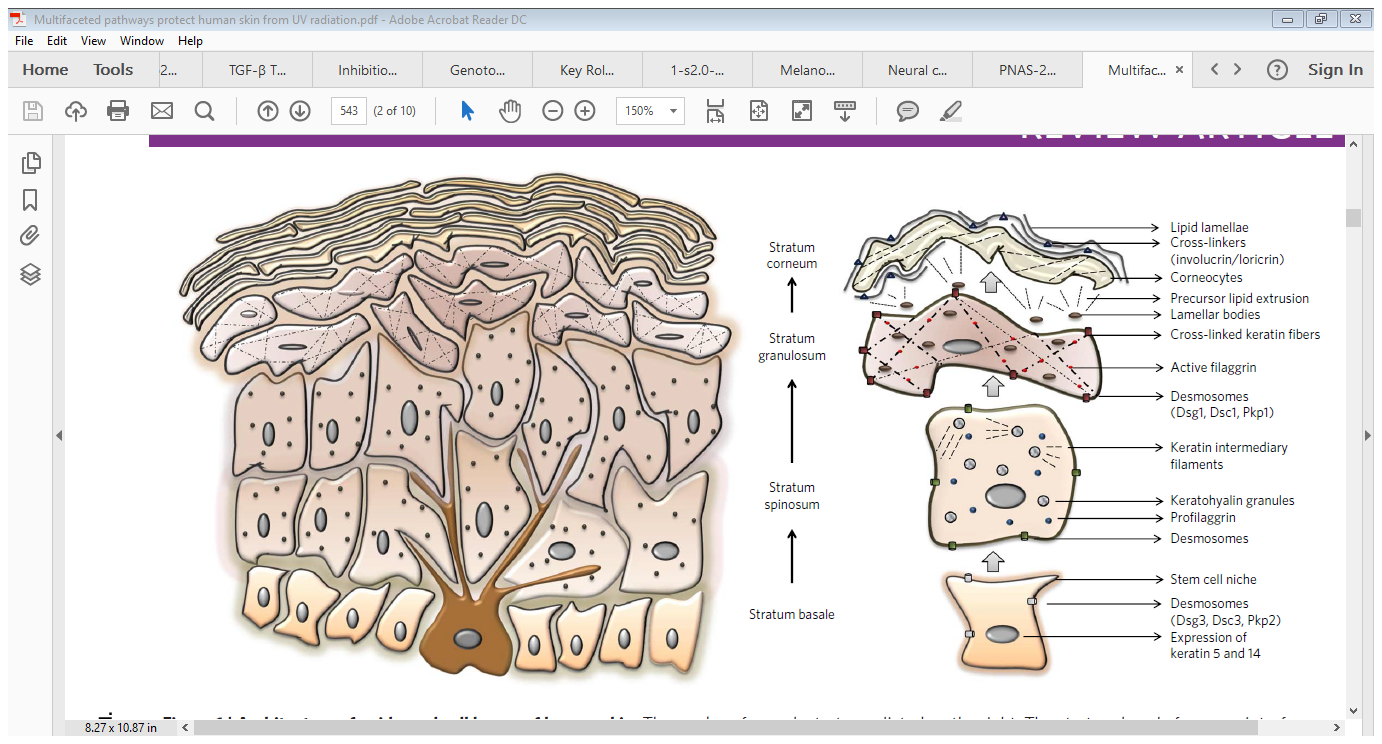 Multifaceted pathways protect human skin from UV radiation.pdf - Adobe Acrobat Reader DC
File Edit View Window Help
Home Tools 2... TGF-β T... Inhibitio... Genoto... Key Rol... 1-s2.0-... Melano... Neural c... PNAS-2... Multifac... × Sign In
543 (2 of 10) 150%
REVIEW ARTICLE
Stratum
corneum
Stratum
granulosum
Stratum
spinosum
Stratum basale
Lipid lamellae
Cross-linkers
(involucrin/loricrin)
Corneocytes
Precursor lipid extrusion
Lamellar bodies
Cross-linked keratin fibers
Active filaggrin
Desmosomes
(Dsg1, Dsc1, Pkp1)
Keratin intermediary
filaments
Keratohyalin granules
Profilaggrin
Desmosomes
Stem cell niche
Desmosomes
(Dsg3, Dsc3, Pkp2)
Expression of
keratin 5 and 14
8.27 x 10.87 in